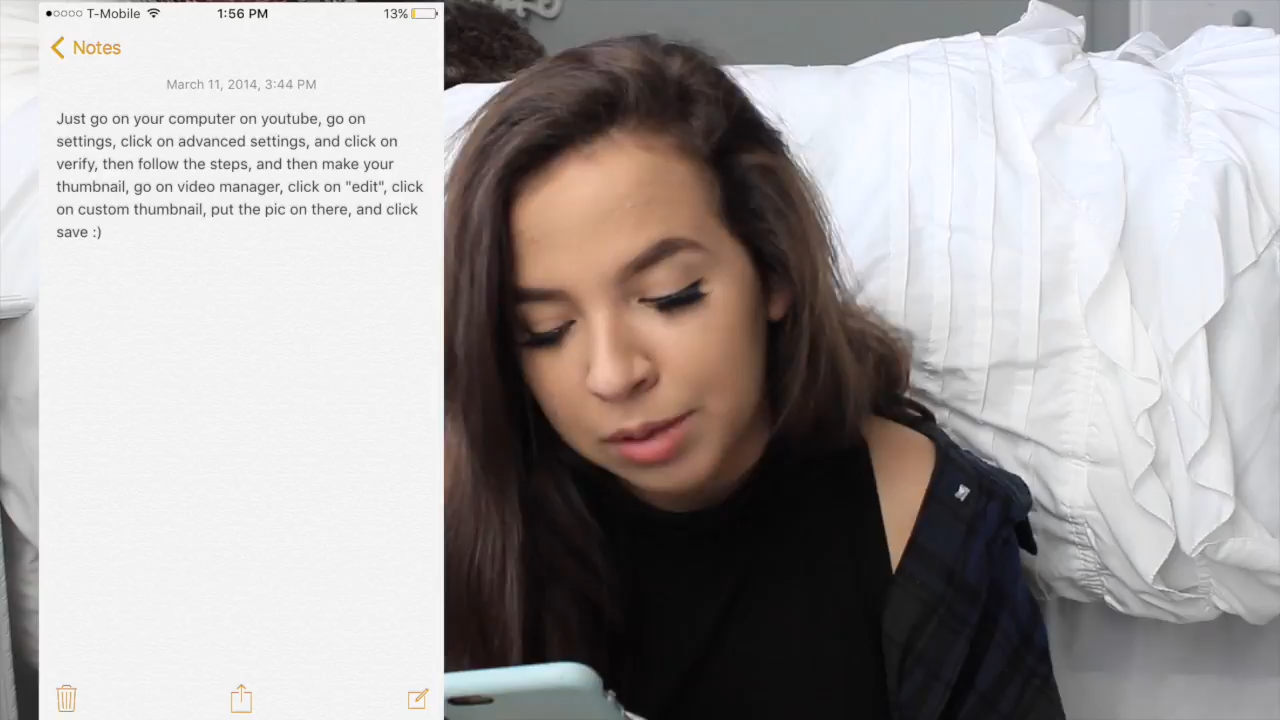 T-Mobile 1:56 PM 13%
Notes
March 11, 2014, 3:44 PM
Just go on your computer on youtube, go on
settings, click on advanced settings, and click on
verify, then follow the steps, and then make your
thumbnail, go on video manager, click on "edit", click
on custom thumbnail, put the pic on there, and click
save :)